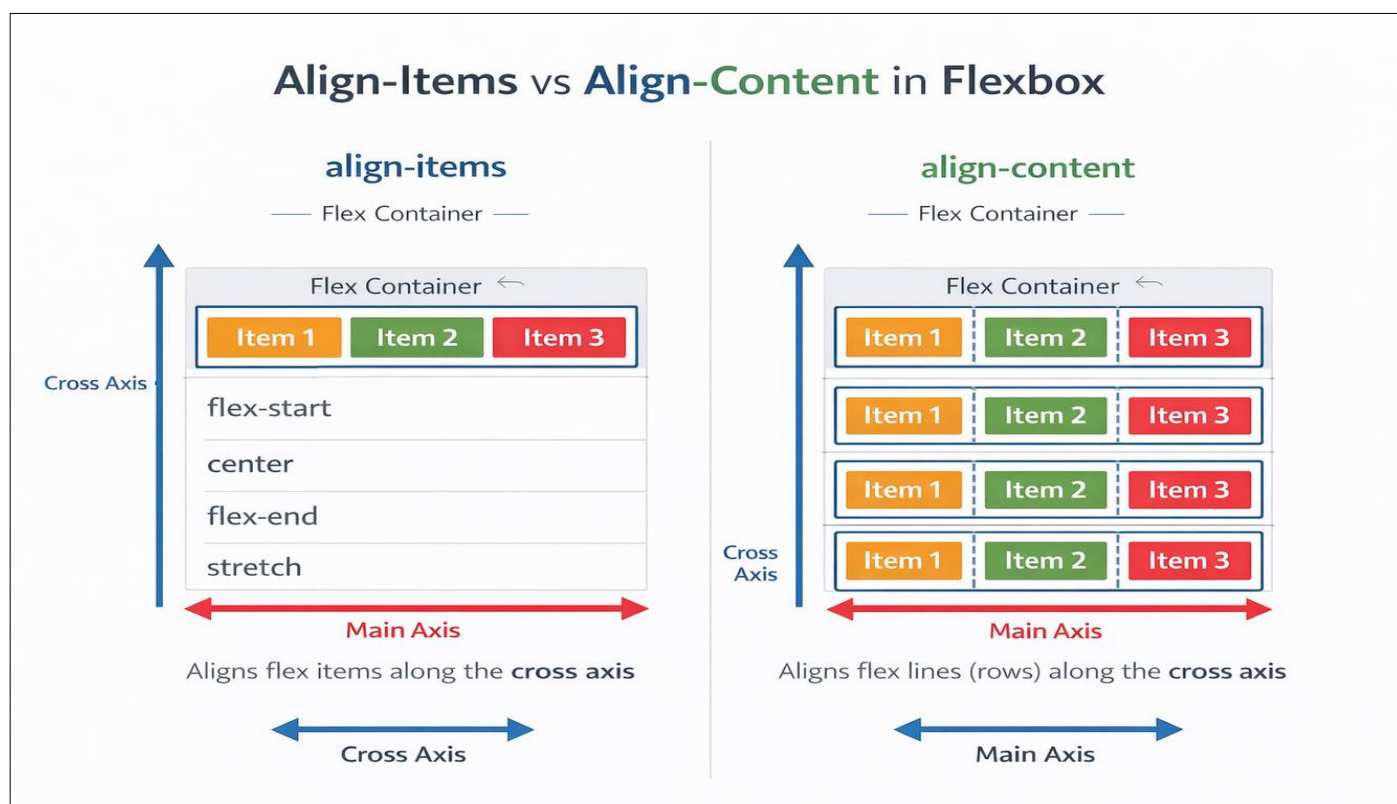 Align-Items vs Align-Content in Flexbox
align-items
Flex Container
Flex Container
Item 1 Item 2 Item 3
Cross Axis
flex-start
center
flex-end
stretch
Main Axis
Aligns flex items along the cross axis
Cross Axis
align-content
Flex Container
Flex Container
Item 1 Item 2 Item 3
Item 1 Item 2 Item 3
Item 1 Item 2 Item 3
Item 1 Item 2 Item 3
Cross
Axis
Main Axis
Aligns flex lines (rows) along the cross axis
Main Axis